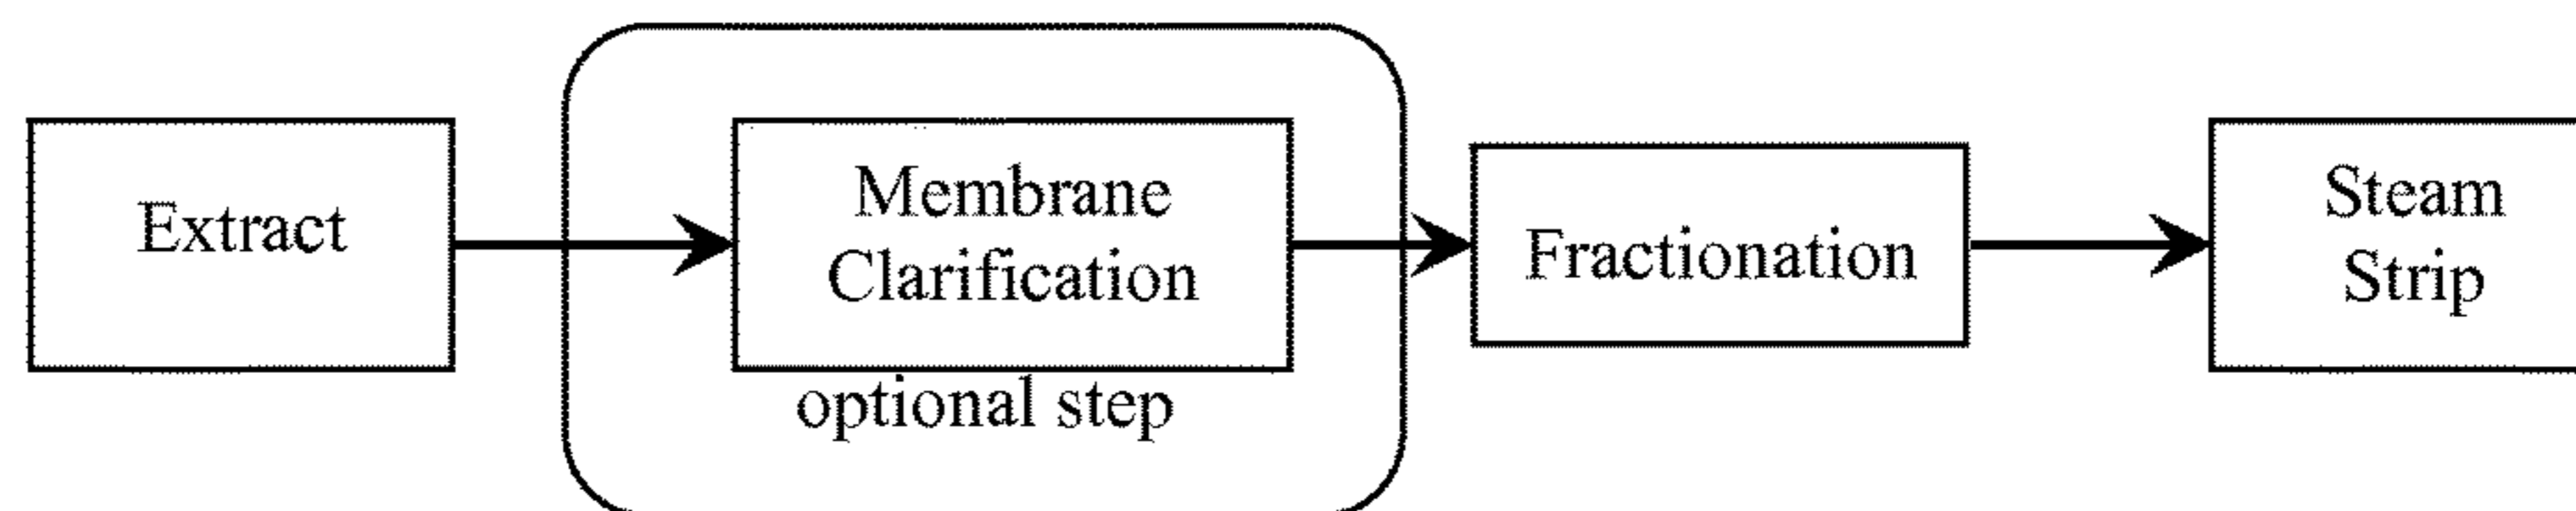 Extract
Membrane
Clarification
optional step
Fractionation
Steam
Strip